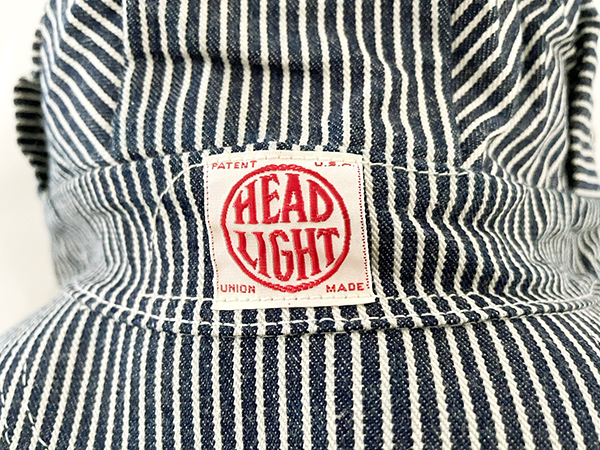 PATENT U.S.A.
HEAD
LIGHT
UNION MADE